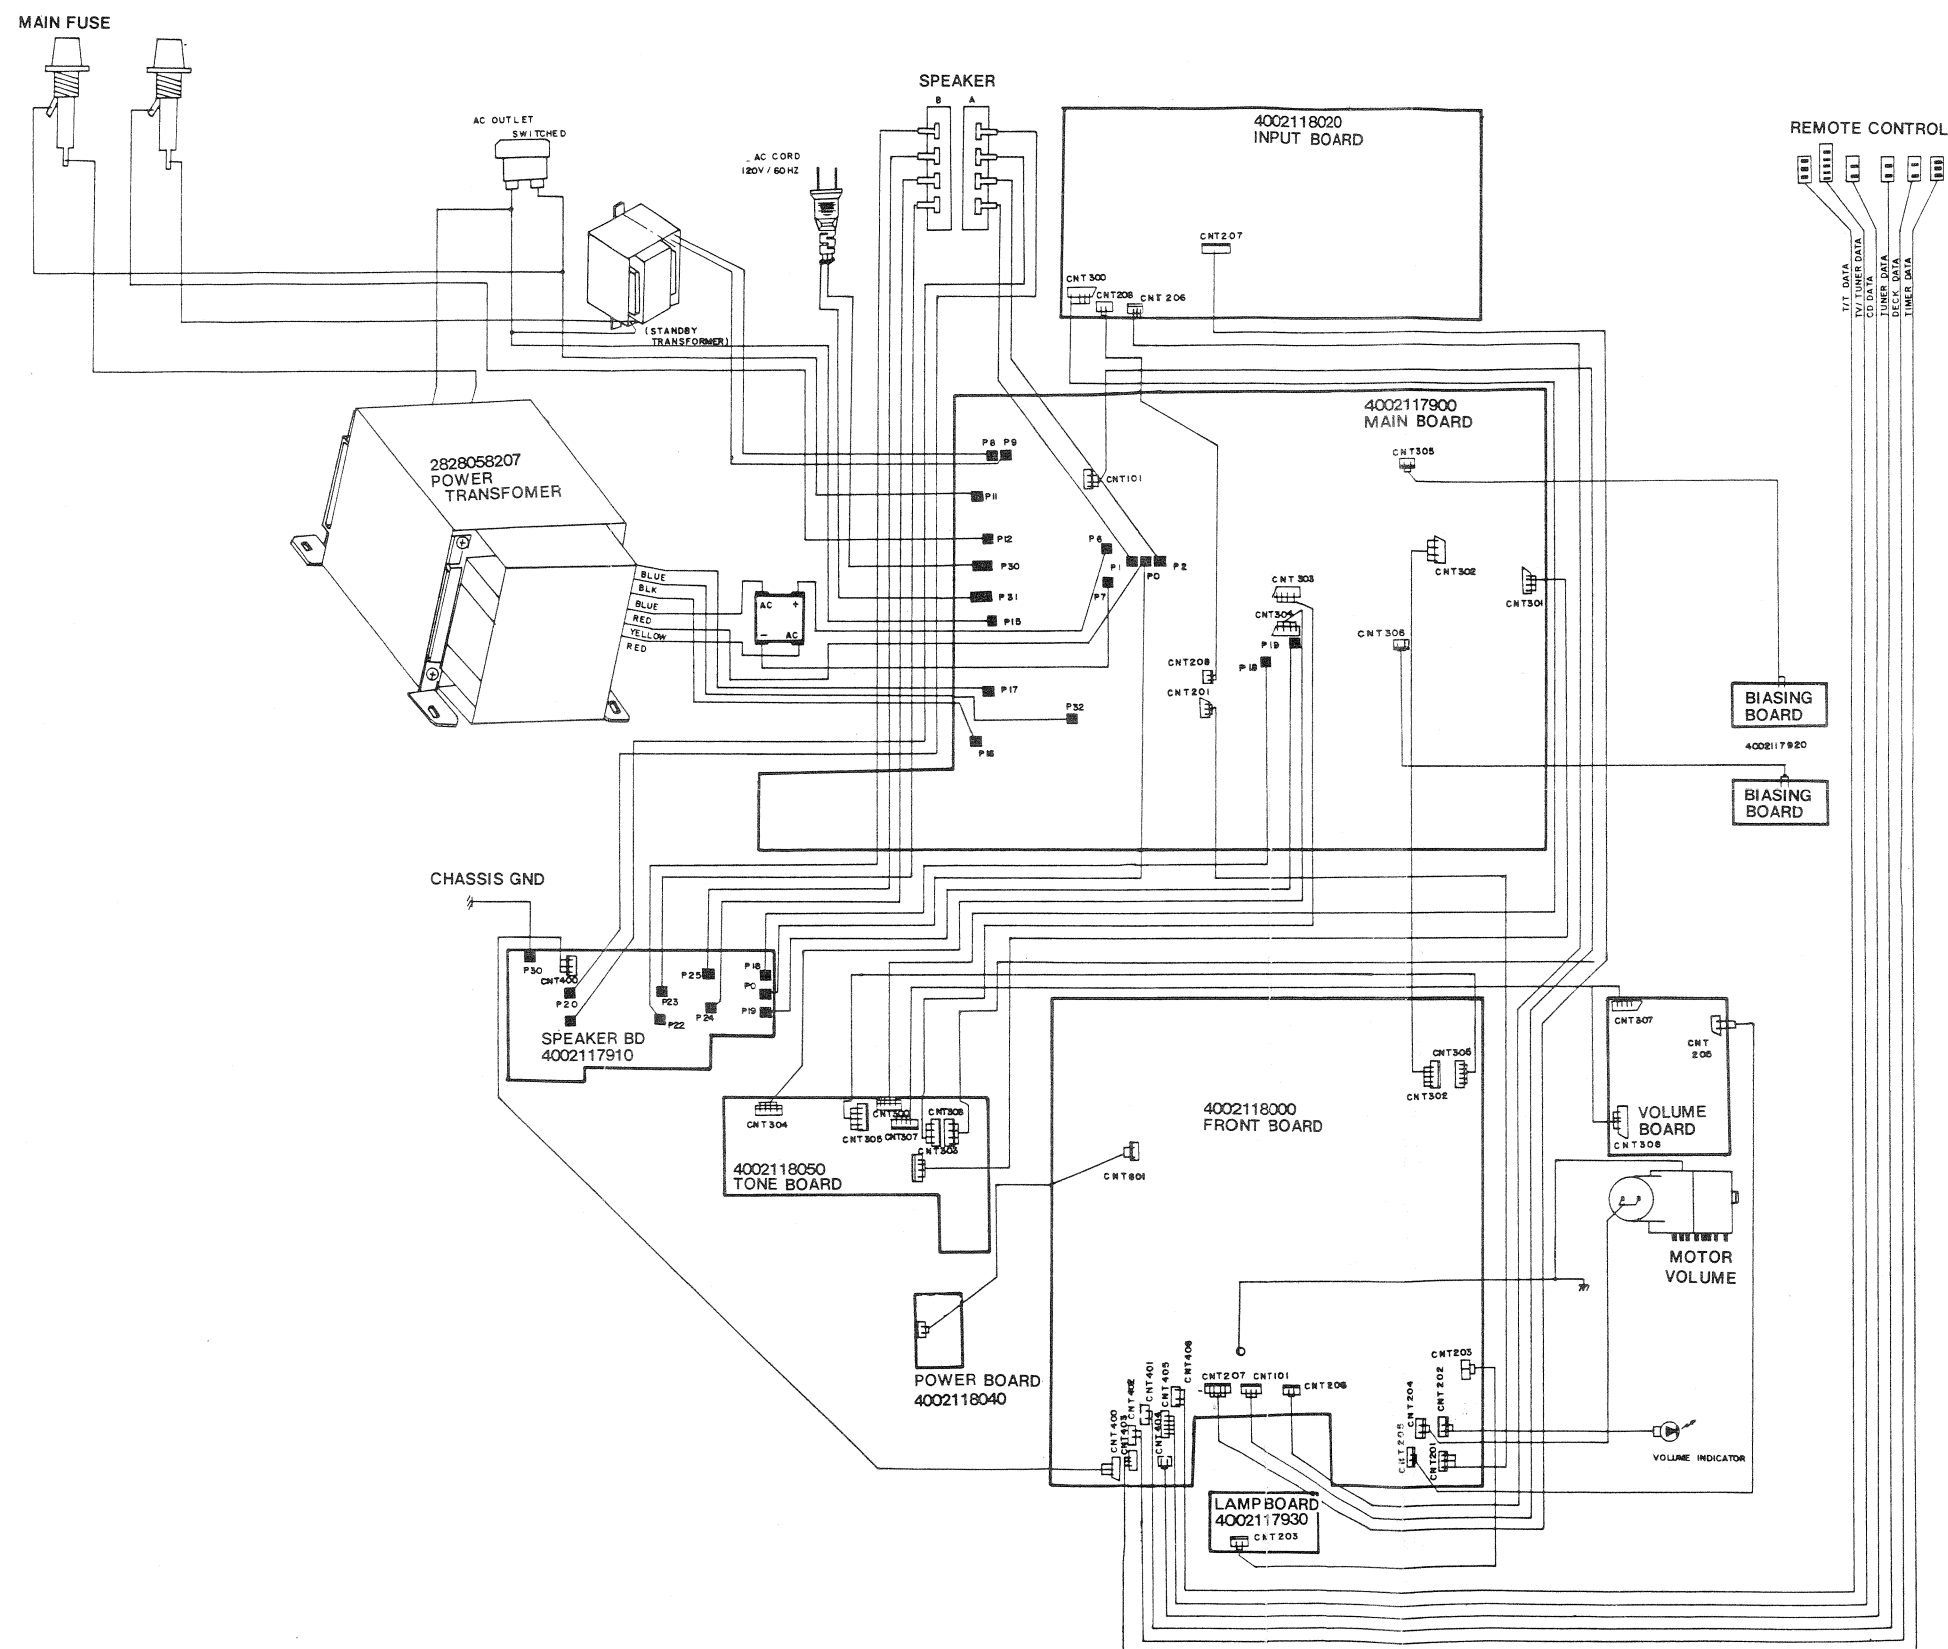 MAIN FUSE
SPEAKER
B A
AC OUTLET
SWITCHED
AC CORD
120V / 60HZ
4002118020
INPUT BOARD
REMOTE CONTROL
CNT207
CNT300
CNT208
CNT 206
T/T DATA
TV/TUNER DATA
CD DATA
TUNER DATA
DECK DATA
TIMER DATA
(STANDBY
TRANSFORMER)
4002117900
MAIN BOARD
2828058207
POWER
TRANSFOMER
P8 P9
CNT101
CNT305
P11
P12
P6
P30
P1
P0
P2
CNT302
BLUE
BLK
BLUE
RED
YELLOW
RED
AC +
– AC
P31
P7
CNT303
CNT301
P15
CNT304
CNT306
P19
P18
CNT208
P17
CNT201
P32
P16
BIASING
BOARD
4002117920
BIASING
BOARD
CHASSIS GND
P30
CNT400
P25
P18
P20
P23
P0
P22
P24
P19
SPEAKER BD
4002117910
CNT307
CNT
205
CNT305
CNT302
4002118000
FRONT BOARD
VOLUME
BOARD
CNT306
CNT304
CNT305
CNT300
CNT307
CNT306
CNT303
4002118050
TONE BOARD
CNT801
MOTOR
VOLUME
POWER BOARD
4002118040
CNT203
CNT207
CNT101
CNT206
CNT400
CNT403
CNT402
CNT401
CNT404
CNT405
CNT406
CNT205
CNT204
CNT201
CNT202
VOLUME INDICATOR
LAMP BOARD
4002117930
CNT203